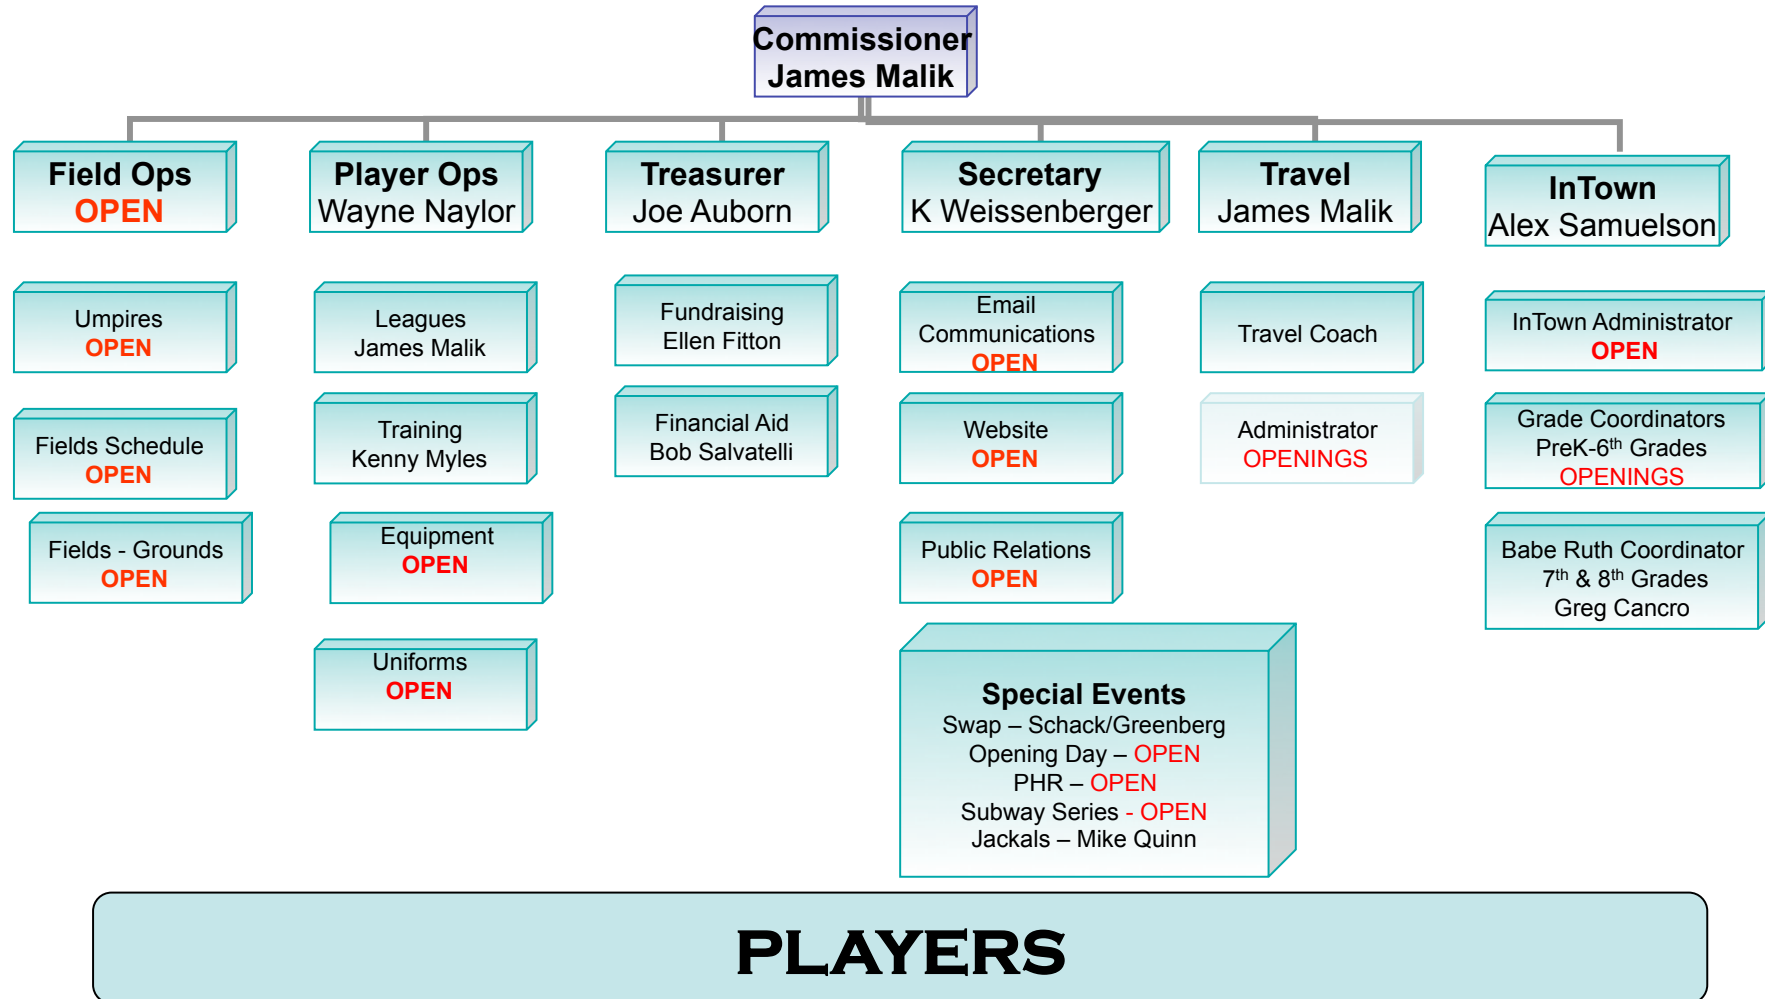 Commissioner
James Malik
Field Ops
OPEN
Player Ops
Wayne Naylor
Treasurer
Joe Auborn
Secretary
K Weissenberger
Travel
James Malik
InTown
Alex Samuelson
Umpires
OPEN
Leagues
James Malik
Fundraising
Ellen Fitton
Email
Communications
OPEN
Travel Coach
InTown Administrator
OPEN
Fields Schedule
OPEN
Training
Kenny Myles
Financial Aid
Bob Salvatelli
Website
OPEN
Administrator
OPENINGS
Grade Coordinators
PreK-6th Grades
OPENINGS
Fields - Grounds
OPEN
Equipment
OPEN
Public Relations
OPEN
Babe Ruth Coordinator
7th & 8th Grades
Greg Cancro
Uniforms
OPEN
Special Events
Swap – Schack/Greenberg
Opening Day – OPEN
PHR – OPEN
Subway Series - OPEN
Jackals – Mike Quinn
PLAYERS